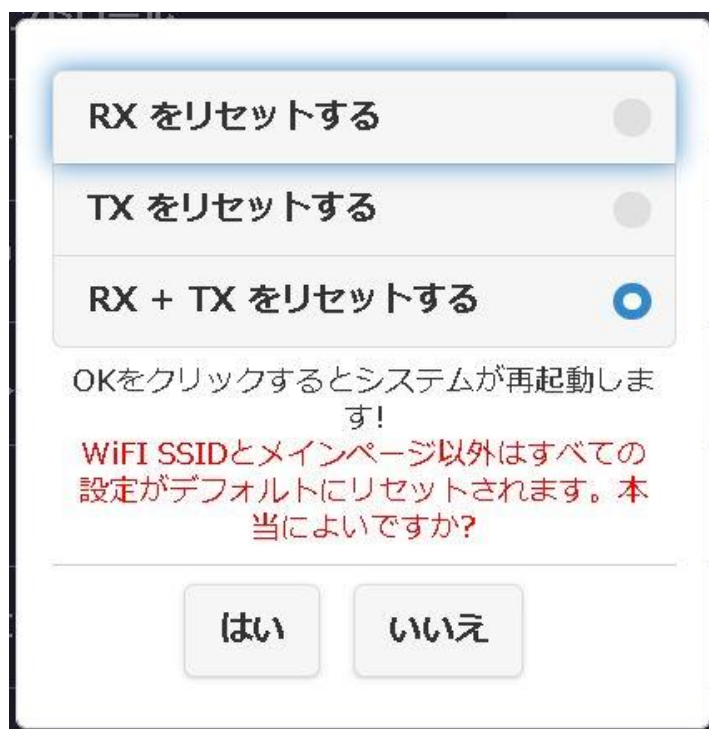 RX をリセットする
TX をリセットする
RX + TX をリセットする
OKをクリックするとシステムが再起動しま
す!
WiFI SSIDとメインページ以外はすべての
設定がデフォルトにリセットされます。本
当によいですか?
はい
いいえ